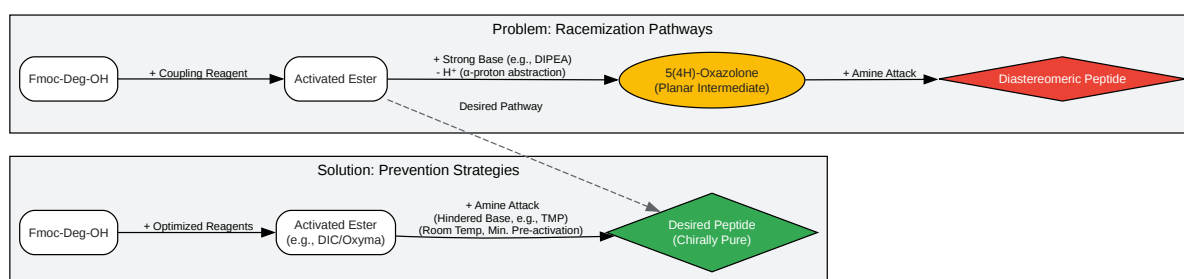 Problem: Racemization Pathways
Fmoc-Deg-OH
+ Coupling Reagent
Activated Ester
+ Strong Base (e.g., DIPEA)
- H⁺ (α-proton abstraction)
5(4H)-Oxazolone
(Planar Intermediate)
+ Amine Attack
Diastereomeric Peptide
Desired Pathway
Solution: Prevention Strategies
Fmoc-Deg-OH
+ Optimized Reagents
Activated Ester
(e.g., DIC/Oxyma)
+ Amine Attack
(Hindered Base, e.g., TMP)
(Room Temp, Min. Pre-activation)
Desired Peptide
(Chirally Pure)